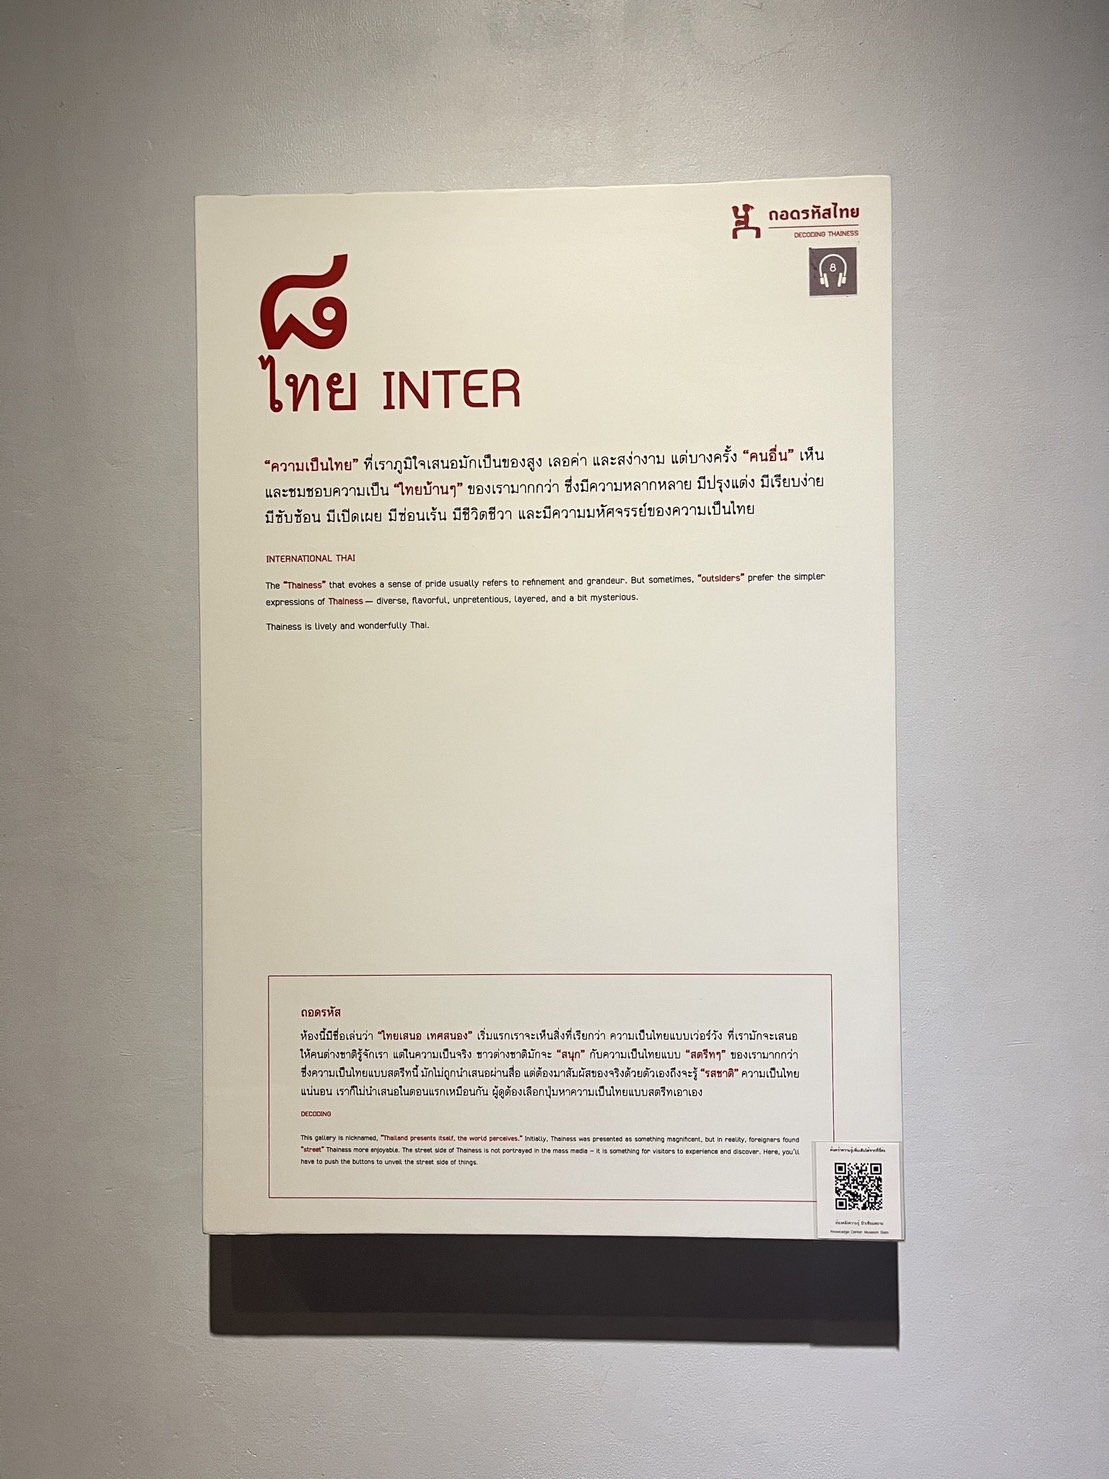 ถอดรหัสไทย
DECODING THAINESS
8
๘
ไทย INTER
“ความเป็นไทย” ที่เราภูมิใจเสนอมักเป็นของสูง เลอค่า และสง่างาม แต่บางครั้ง “คนอื่น” เห็น
และชมชอบความเป็น “ไทยบ้านๆ” ของเรามากกว่า ซึ่งมีความหลากหลาย มีปรุงแต่ง มีเรียบง่าย
มีซับซ้อน มีเปิดเผย มีซ่อนเร้น มีชีวิตชีวา และมีความมหัศจรรย์ของความเป็นไทย
INTERNATIONAL THAI
The “Thainess” that evokes a sense of pride usually refers to refinement and grandeur. But sometimes, “outsiders” prefer the simpler
expressions of Thainess — diverse, flavorful, unpretentious, layered, and a bit mysterious.
Thainess is lively and wonderfully Thai.
ถอดรหัส
ห้องนี้มีชื่อเล่นว่า “ไทยเสนอ เทศสนอง” เริ่มแรกเราจะเห็นสิ่งที่เรียกว่า ความเป็นไทยแบบเว่อร์วัง ที่เรามักจะเสนอ
ให้คนต่างชาติรู้จักเรา แต่ในความเป็นจริง ชาวต่างชาติมักจะ “สนุก” กับความเป็นไทยแบบ “สตรีทๆ” ของเรามากกว่า
ซึ่งความเป็นไทยแบบสตรีทนี้ มักไม่ถูกนำเสนอผ่านสื่อ แต่ต้องมาสัมผัสของจริงด้วยตัวเองถึงจะรู้ “รสชาติ” ความเป็นไทย
แน่นอน เราก็ไม่นำเสนอในตอนแรกเหมือนกัน ผู้ดูต้องเลือกปุ่มหาความเป็นไทยแบบสตรีทเอาเอง
DECODING
This gallery is nicknamed, “Thailand presents itself, the world perceives.” Initially, Thainess was presented as something magnificent, but in reality, foreigners found
“street” Thainess more enjoyable. The street side of Thainess is not portrayed in the mass media – it is something for visitors to experience and discover. Here, you’ll
have to push the buttons to unveil the street side of things.
ห้องคลังความรู้ มิวเซียมสยาม
Knowledge Center Museum Siam